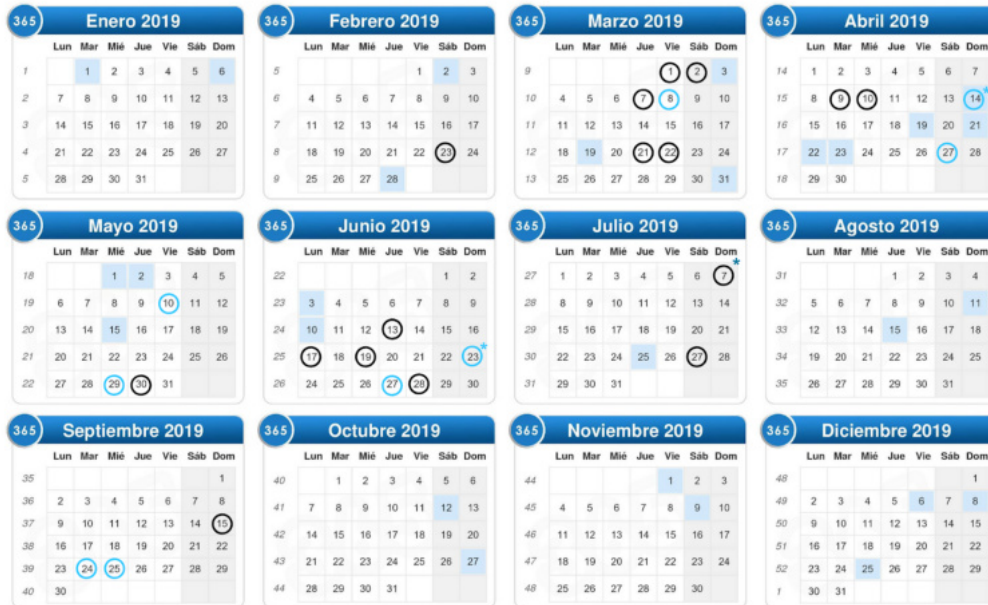 365 Enero 2019
Lun Mar Mié Jue Vie Sáb Dom
1 1 2 3 4 5 6
2 7 8 9 10 11 12 13
3 14 15 16 17 18 19 20
4 21 22 23 24 25 26 27
5 28 29 30 31
365 Febrero 2019
Lun Mar Mié Jue Vie Sáb Dom
5 1 2 3
6 4 5 6 7 8 9 10
7 11 12 13 14 15 16 17
8 18 19 20 21 22 23 24
9 25 26 27 28
365 Marzo 2019
Lun Mar Mié Jue Vie Sáb Dom
9 1 2 3
10 4 5 6 7 8 9 10
11 11 12 13 14 15 16 17
12 18 19 20 21 22 23 24
13 25 26 27 28 29 30 31
365 Abril 2019
Lun Mar Mié Jue Vie Sáb Dom
14 1 2 3 4 5 6 7
15 8 9 10 11 12 13 14*
16 15 16 17 18 19 20 21
17 22 23 24 25 26 27 28
18 29 30
365 Mayo 2019
Lun Mar Mié Jue Vie Sáb Dom
18 1 2 3 4 5
19 6 7 8 9 10 11 12
20 13 14 15 16 17 18 19
21 20 21 22 23 24 25 26
22 27 28 29 30 31
365 Junio 2019
Lun Mar Mié Jue Vie Sáb Dom
22 1 2
23 3 4 5 6 7 8 9
24 10 11 12 13 14 15 16
25 17 18 19 20 21 22 23*
26 24 25 26 27 28 29 30
365 Julio 2019
Lun Mar Mié Jue Vie Sáb Dom
27 1 2 3 4 5 6 7*
28 8 9 10 11 12 13 14
29 15 16 17 18 19 20 21
30 22 23 24 25 26 27 28
31 29 30 31
365 Agosto 2019
Lun Mar Mié Jue Vie Sáb Dom
31 1 2 3 4
32 5 6 7 8 9 10 11
33 12 13 14 15 16 17 18
34 19 20 21 22 23 24 25
35 26 27 28 29 30 31
365 Septiembre 2019
Lun Mar Mié Jue Vie Sáb Dom
35 1
36 2 3 4 5 6 7 8
37 9 10 11 12 13 14 15
38 16 17 18 19 20 21 22
39 23 24 25 26 27 28 29
40 30
365 Octubre 2019
Lun Mar Mié Jue Vie Sáb Dom
40 1 2 3 4 5 6
41 7 8 9 10 11 12 13
42 14 15 16 17 18 19 20
43 21 22 23 24 25 26 27
44 28 29 30 31
365 Noviembre 2019
Lun Mar Mié Jue Vie Sáb Dom
44 1 2 3
45 4 5 6 7 8 9 10
46 11 12 13 14 15 16 17
47 18 19 20 21 22 23 24
48 25 26 27 28 29 30
365 Diciembre 2019
Lun Mar Mié Jue Vie Sáb Dom
48 1
49 2 3 4 5 6 7 8
50 9 10 11 12 13 14 15
51 16 17 18 19 20 21 22
52 23 24 25 26 27 28 29
1 30 31